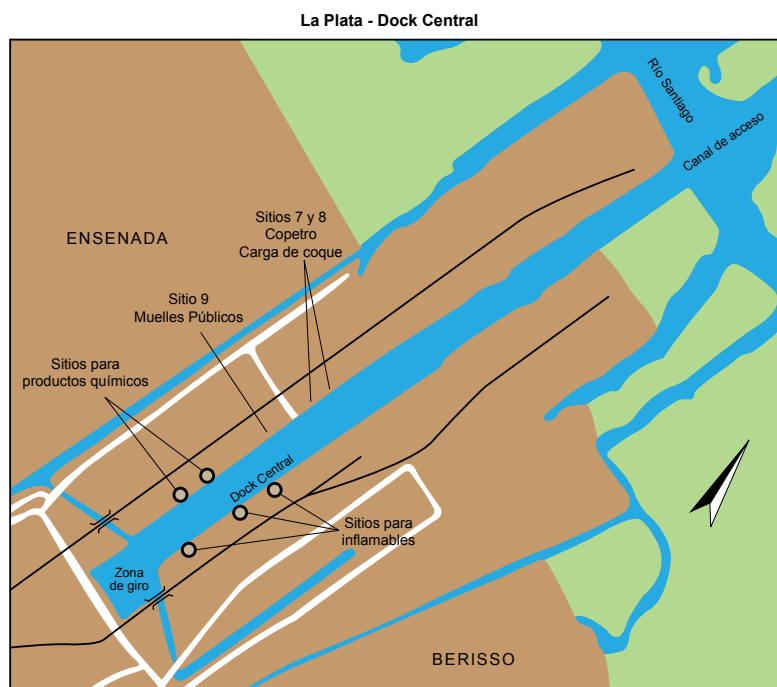 La Plata - Dock Central
Río Santiago
Canal de acceso
ENSENADA
Sitios 7 y 8
Copetro
Carga de coque
Sitio 9
Muelles Públicos
Sitios para
productos químicos
Dock Central
Sitios para
inflamables
Zona
de giro
BERISSO